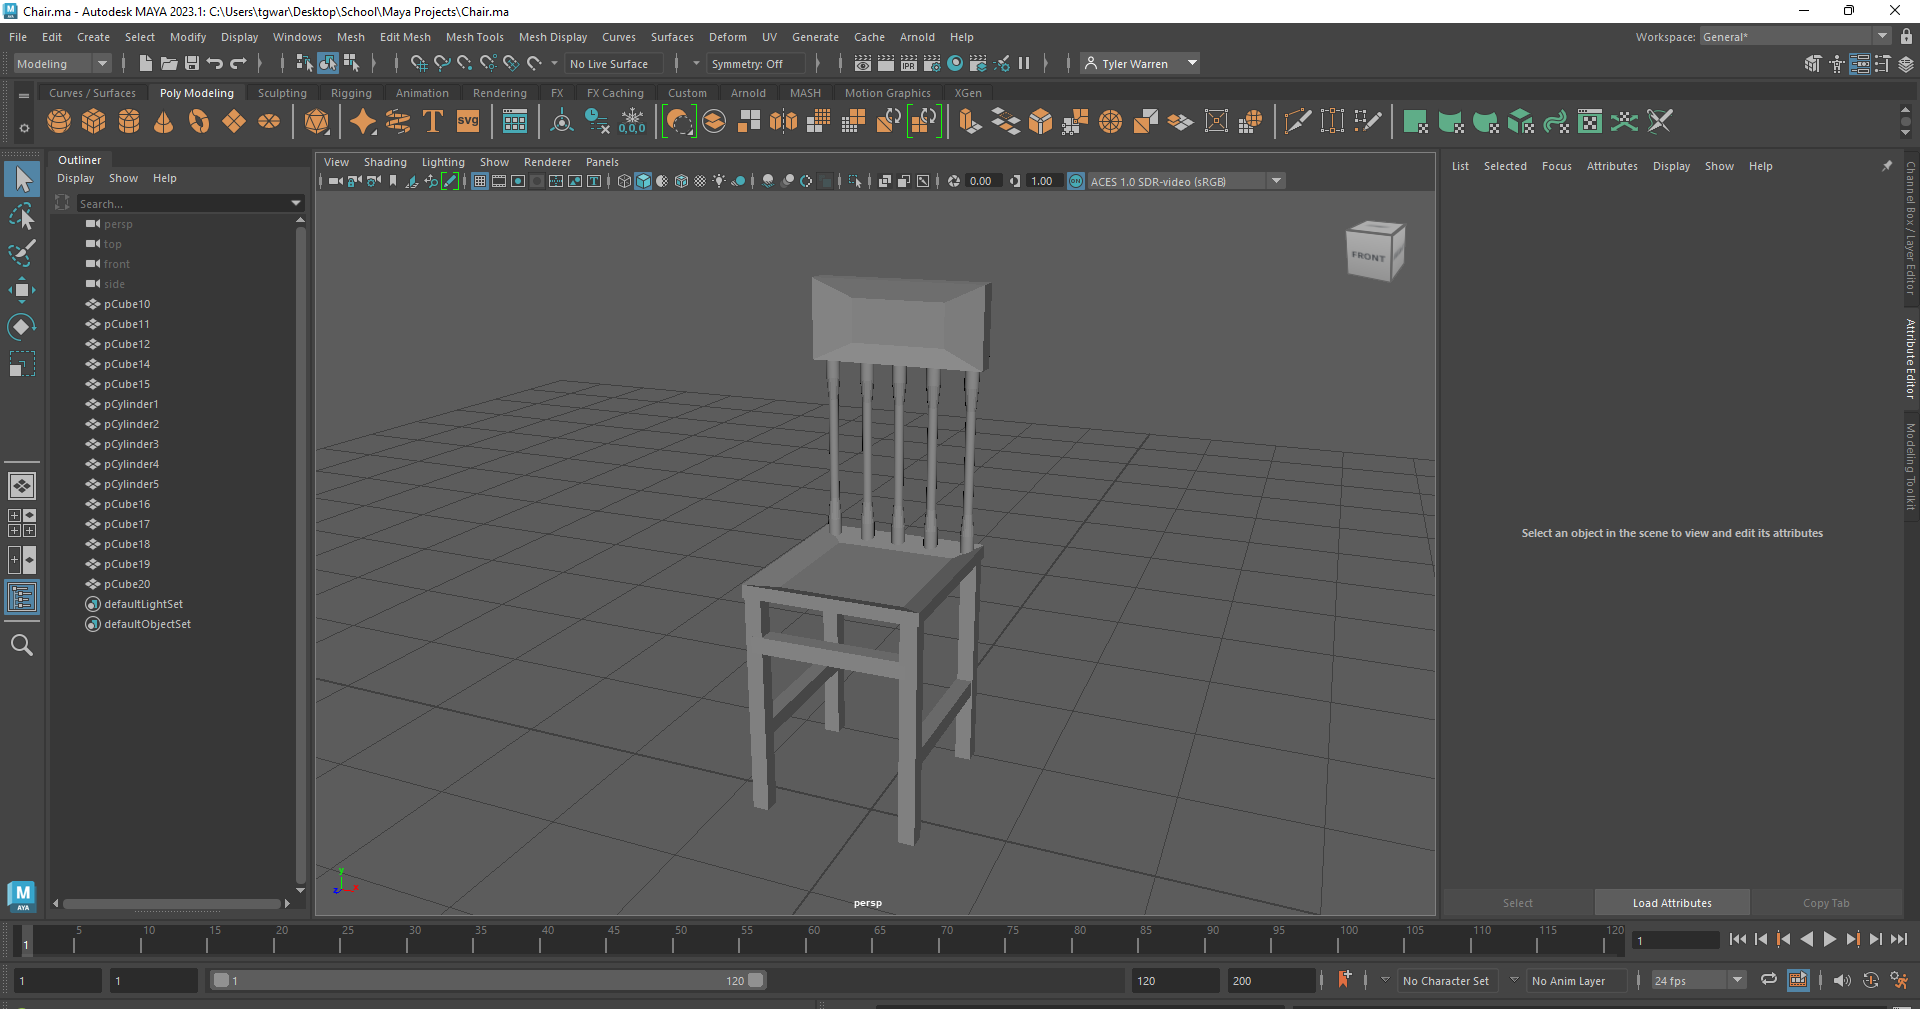 Chair.ma - Autodesk MAYA 2023.1: C:\Users\tgwar\Desktop\School\Maya Projects\Chair.ma
File Edit Create Select Modify Display Windows Mesh Edit Mesh Mesh Tools Mesh Display Curves Surfaces Deform UV Generate Cache Arnold Help Workspace: General*
Modeling No Live Surface Symmetry: Off IPR Tyler Warren
Curves / Surfaces Poly Modeling Sculpting Rigging Animation Rendering FX FX Caching Custom Arnold MASH Motion Graphics XGen
T svg 0,0,0
Outliner
Display Show Help
Search...
persp
top
front
side
pCube10
pCube11
pCube12
pCube14
pCube15
pCylinder1
pCylinder2
pCylinder3
pCylinder4
pCylinder5
pCube16
pCube17
pCube18
pCube19
pCube20
defaultLightSet
defaultObjectSet
M
AYA
View Shading Lighting Show Renderer Panels
0.00 1.00 ON ACES 1.0 SDR-video (sRGB)
FRONT
y
z x
persp
List Selected Focus Attributes Display Show Help
Select an object in the scene to view and edit its attributes
Select Load Attributes Copy Tab
Channel Box / Layer Editor
Attribute Editor
Modeling Toolkit
1 5 10 15 20 25 30 35 40 45 50 55 60 65 70 75 80 85 90 95 100 105 110 115 120 1
1 1 1 120 120 200 No Character Set No Anim Layer 24 fps